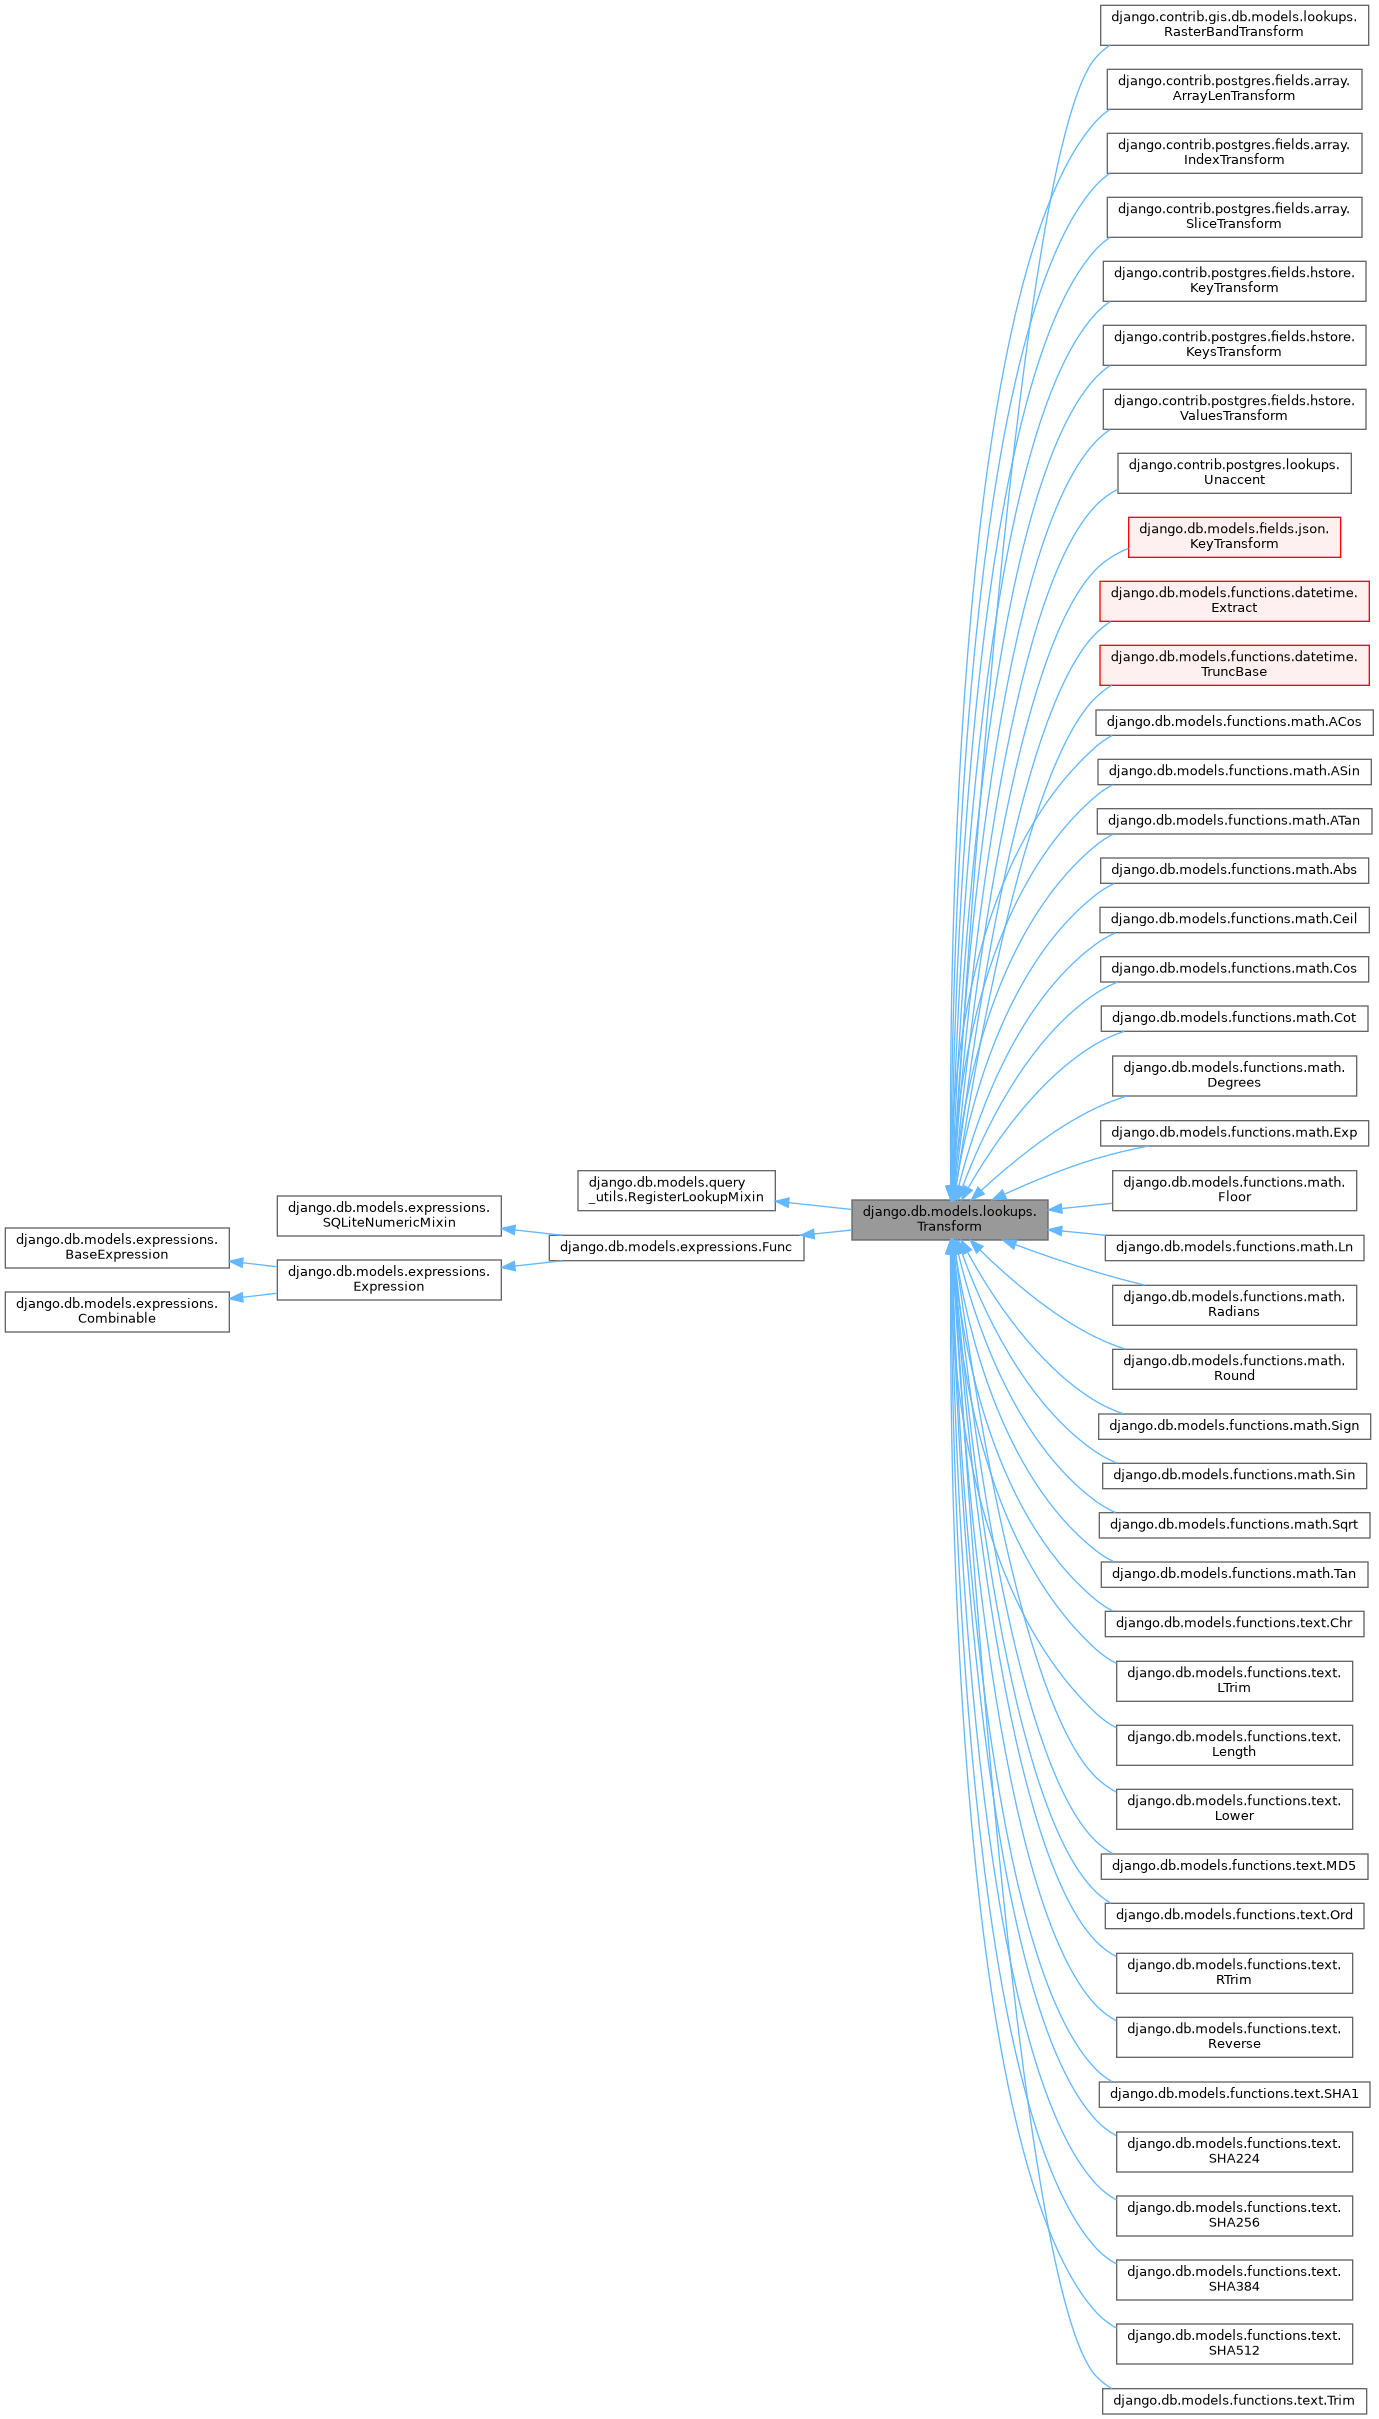 django.contrib.gis.db.models.lookups.
RasterBandTransform
django.contrib.postgres.fields.array.
ArrayLenTransform
django.contrib.postgres.fields.array.
IndexTransform
django.contrib.postgres.fields.array.
SliceTransform
django.contrib.postgres.fields.hstore.
KeyTransform
django.contrib.postgres.fields.hstore.
KeysTransform
django.contrib.postgres.fields.hstore.
ValuesTransform
django.contrib.postgres.lookups.
Unaccent
django.db.models.fields.json.
KeyTransform
django.db.models.functions.datetime.
Extract
django.db.models.functions.datetime.
TruncBase
django.db.models.functions.math.ACos
django.db.models.functions.math.ASin
django.db.models.functions.math.ATan
django.db.models.functions.math.Abs
django.db.models.functions.math.Ceil
django.db.models.functions.math.Cos
django.db.models.functions.math.Cot
django.db.models.functions.math.
Degrees
django.db.models.functions.math.Exp
django.db.models.functions.math.
Floor
django.db.models.functions.math.Ln
django.db.models.functions.math.
Radians
django.db.models.functions.math.
Round
django.db.models.functions.math.Sign
django.db.models.functions.math.Sin
django.db.models.functions.math.Sqrt
django.db.models.functions.math.Tan
django.db.models.functions.text.Chr
django.db.models.functions.text.
LTrim
django.db.models.functions.text.
Length
django.db.models.functions.text.
Lower
django.db.models.functions.text.MD5
django.db.models.functions.text.Ord
django.db.models.functions.text.
RTrim
django.db.models.functions.text.
Reverse
django.db.models.functions.text.SHA1
django.db.models.functions.text.
SHA224
django.db.models.functions.text.
SHA256
django.db.models.functions.text.
SHA384
django.db.models.functions.text.
SHA512
django.db.models.functions.text.Trim
django.db.models.lookups.
Transform
django.db.models.query
_utils.RegisterLookupMixin
django.db.models.expressions.Func
django.db.models.expressions.
SQLiteNumericMixin
django.db.models.expressions.
Expression
django.db.models.expressions.
BaseExpression
django.db.models.expressions.
Combinable